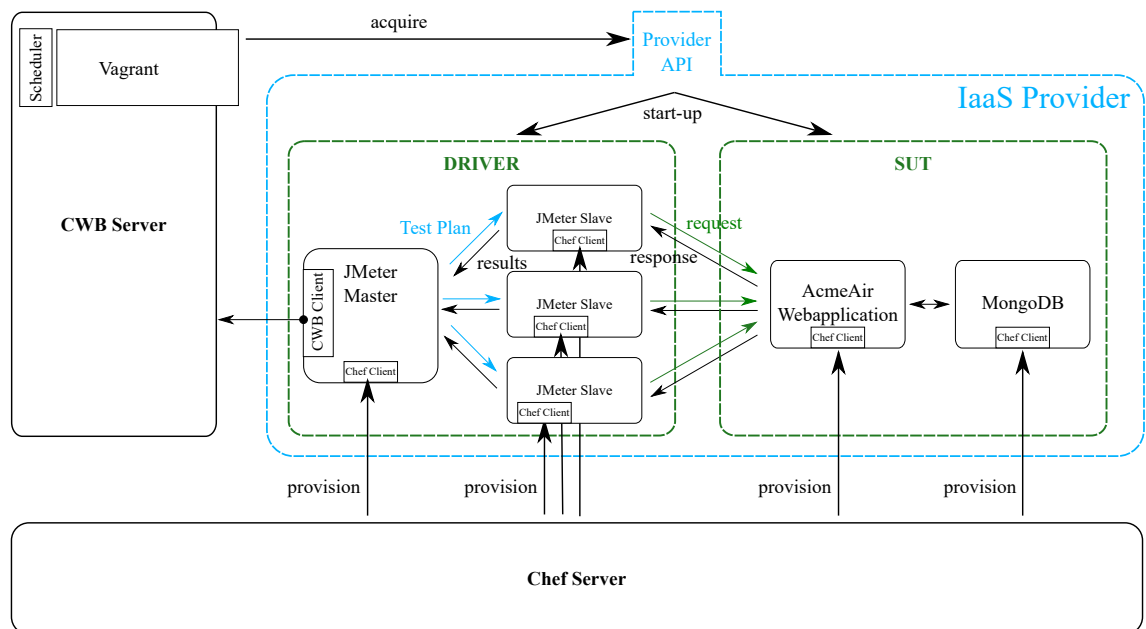 acquire
Scheduler
Vagrant
Provider
API
IaaS Provider
start-up
DRIVER
SUT
CWB Server
Test Plan
JMeter Slave
Chef Client
request
results
response
JMeter
Master
CWB Client
Chef Client
JMeter Slave
Chef Client
AcmeAir
Webapplication
Chef Client
MongoDB
Chef Client
JMeter Slave
Chef Client
provision
provision
provision
provision
Chef Server